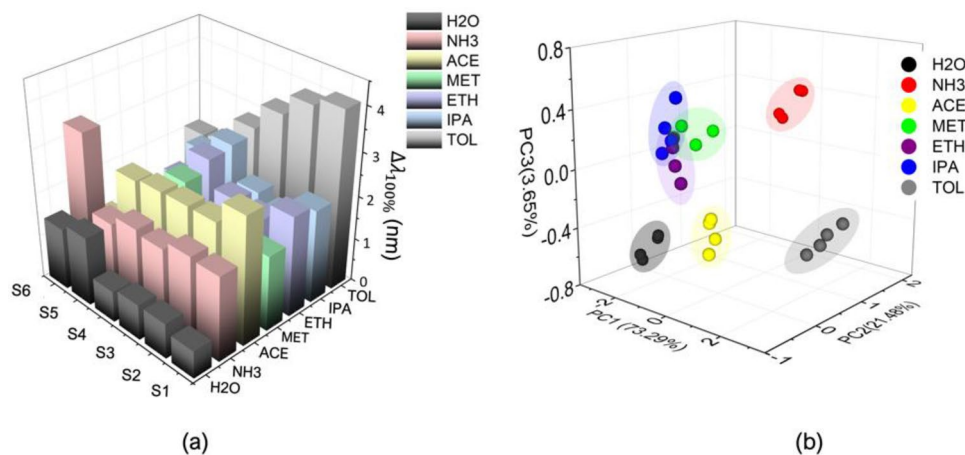 H2O
NH3
ACE
MET
ETH
IPA
TOL
4
3
2
1
0
Δλ100% (nm)
S6
S5
S4
S3
S2
S1
H2O
NH3
ACE
MET
ETH
IPA
TOL
(a)
0.8
0.4
0.0
-0.4
-0.8
PC3(3.65%)
-2
0
2
PC1 (73.29%)
-1
0
1
2
PC2(21.48%)
H2O
NH3
ACE
MET
ETH
IPA
TOL
(b)